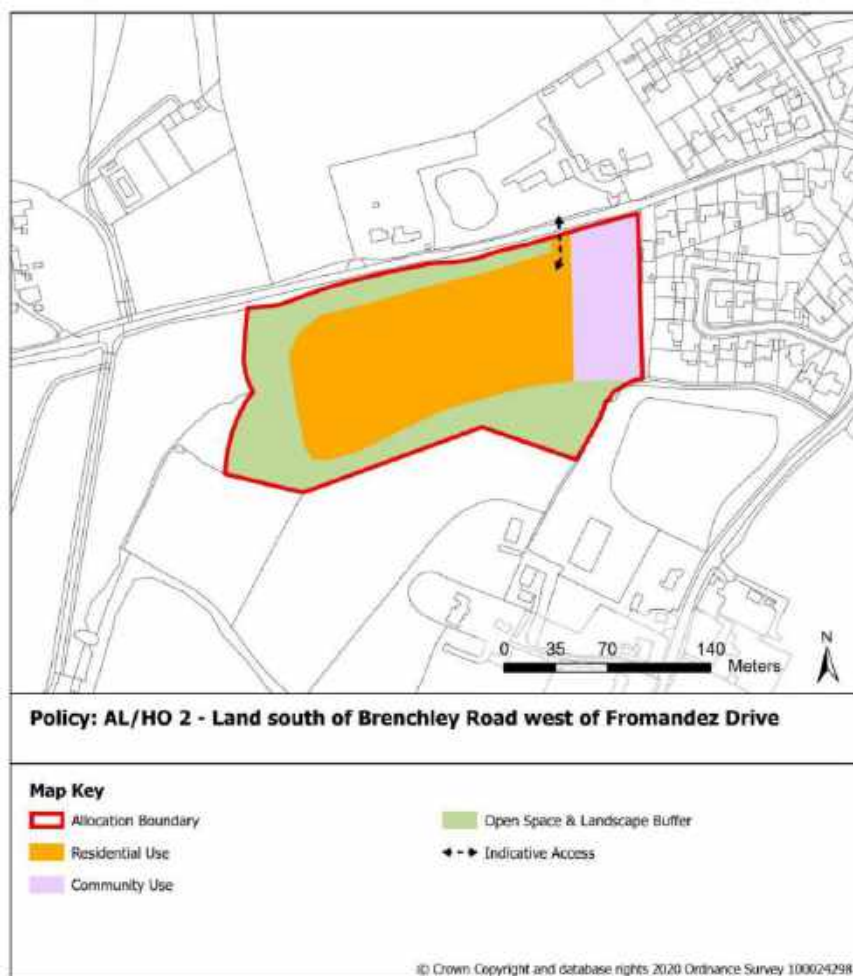 0 35 70 140
Meters
N
Policy: AL/HO 2 - Land south of Brenchley Road west of Fromandez Drive
Map Key
Allocation Boundary
Open Space & Landscape Buffer
Residential Use
Indicative Access
Community Use
© Crown Copyright and database rights 2020 Ordnance Survey 100024298